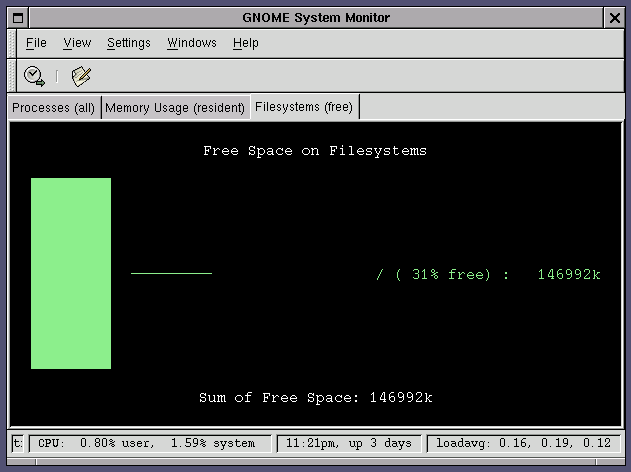 GNOME System Monitor
File View Settings Windows Help
Processes (all) Memory Usage (resident) Filesystems (free)
Free Space on Filesystems
/ ( 31% free) : 146992k
Sum of Free Space: 146992k
CPU: 0.80% user, 1.59% system 11:21pm, up 3 days loadavg: 0.16, 0.19, 0.12